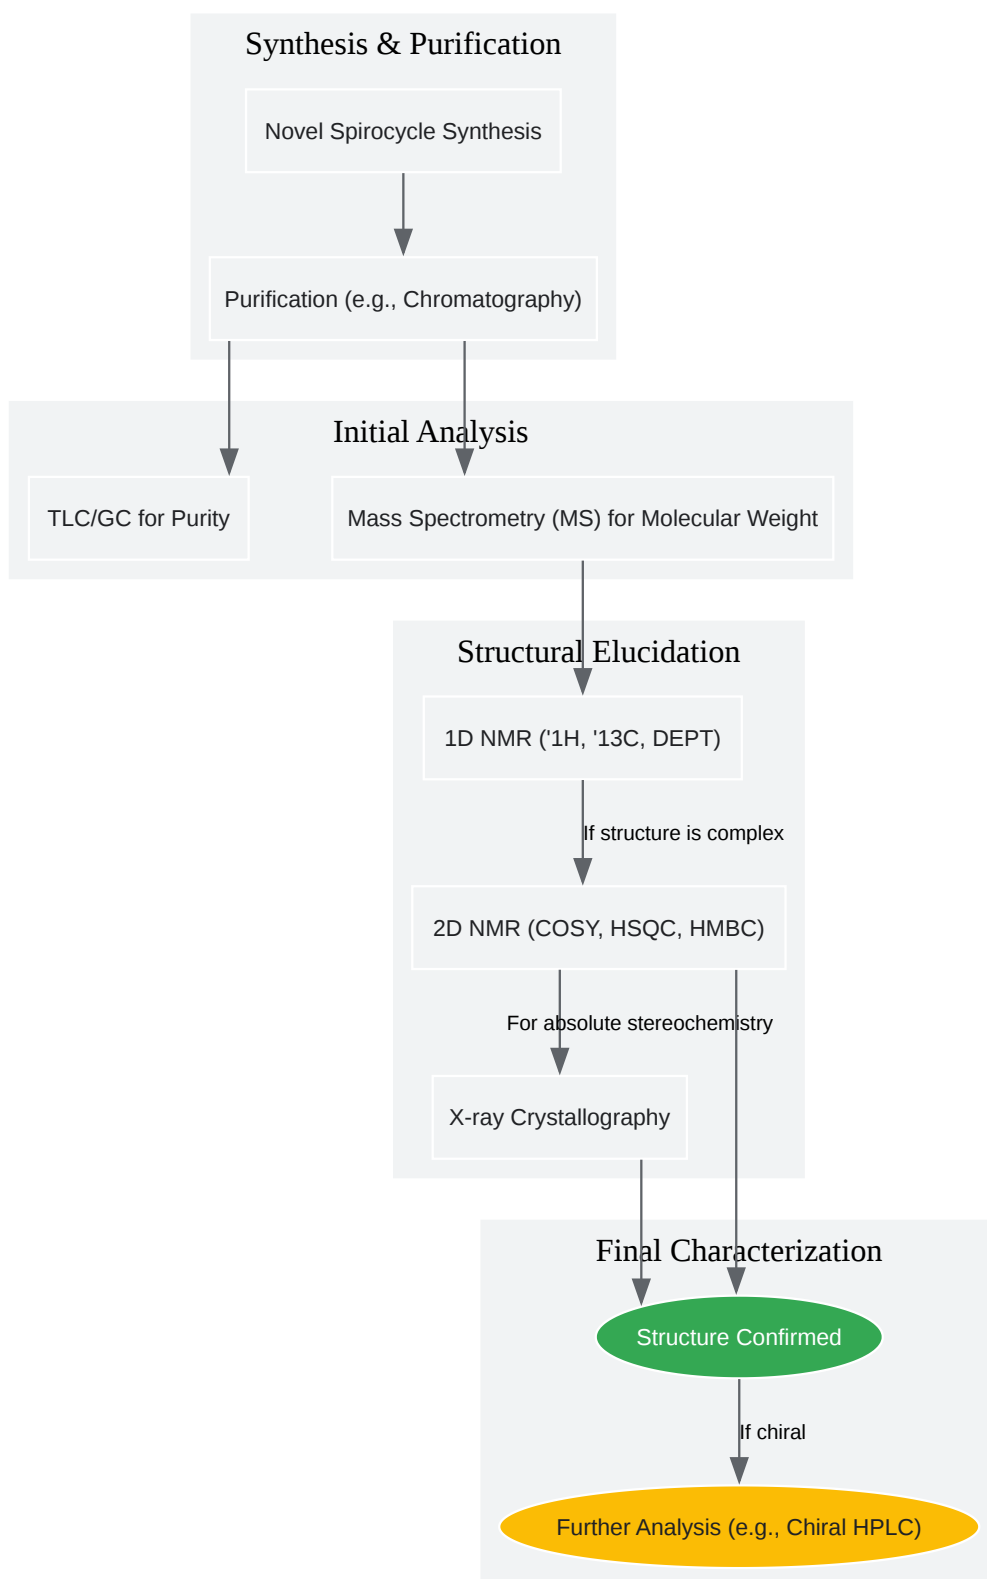 Synthesis & Purification
Novel Spirocycle Synthesis
Purification (e.g., Chromatography)
Initial Analysis
TLC/GC for Purity
Mass Spectrometry (MS) for Molecular Weight
Structural Elucidation
1D NMR ('1H, '13C, DEPT)
If structure is complex
2D NMR (COSY, HSQC, HMBC)
For absolute stereochemistry
X-ray Crystallography
Final Characterization
Structure Confirmed
If chiral
Further Analysis (e.g., Chiral HPLC)